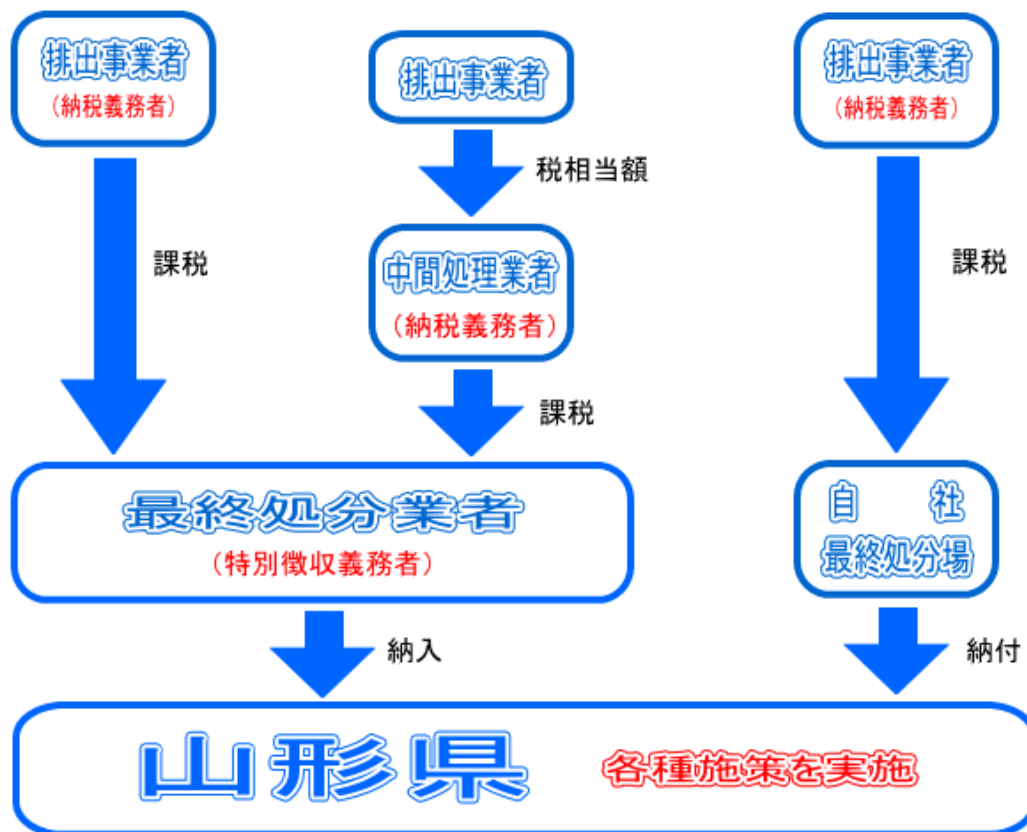 排出事業者
(納税義務者)
排出事業者
排出事業者
(納税義務者)
税相当額
課税
中間処理業者
(納税義務者)
課税
課税
最終処分業者
(特別徴収義務者)
自 社
最終処分場
納入
納付
山形県 各種施策を実施